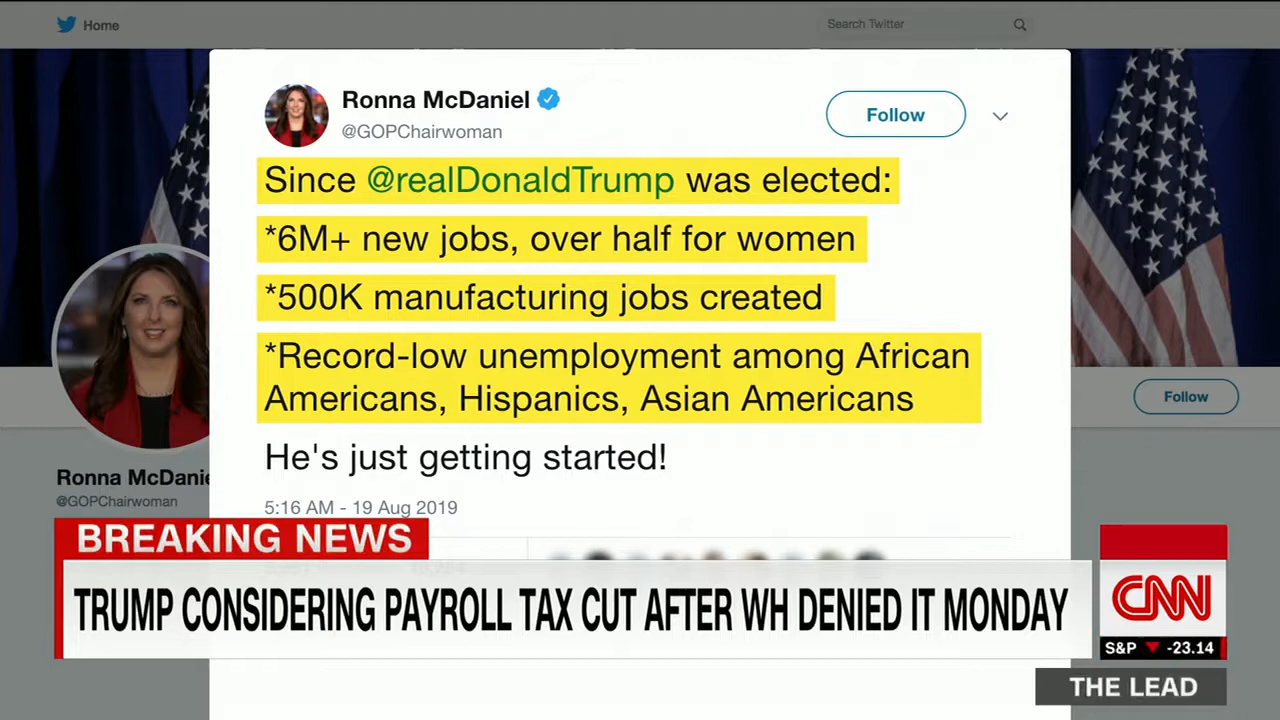 Home
Search Twitter
Ronna McDaniel
@GOPChairwoman
Follow
Since @realDonaldTrump was elected:
*6M+ new jobs, over half for women
*500K manufacturing jobs created
*Record-low unemployment among African
Americans, Hispanics, Asian Americans
He's just getting started!
5:16 AM - 19 Aug 2019
Follow
Ronna McDanie
@GOPChairwoman
BREAKING NEWS
TRUMP CONSIDERING PAYROLL TAX CUT AFTER WH DENIED IT MONDAY
CNN
S&P ▼ -23.14
THE LEAD